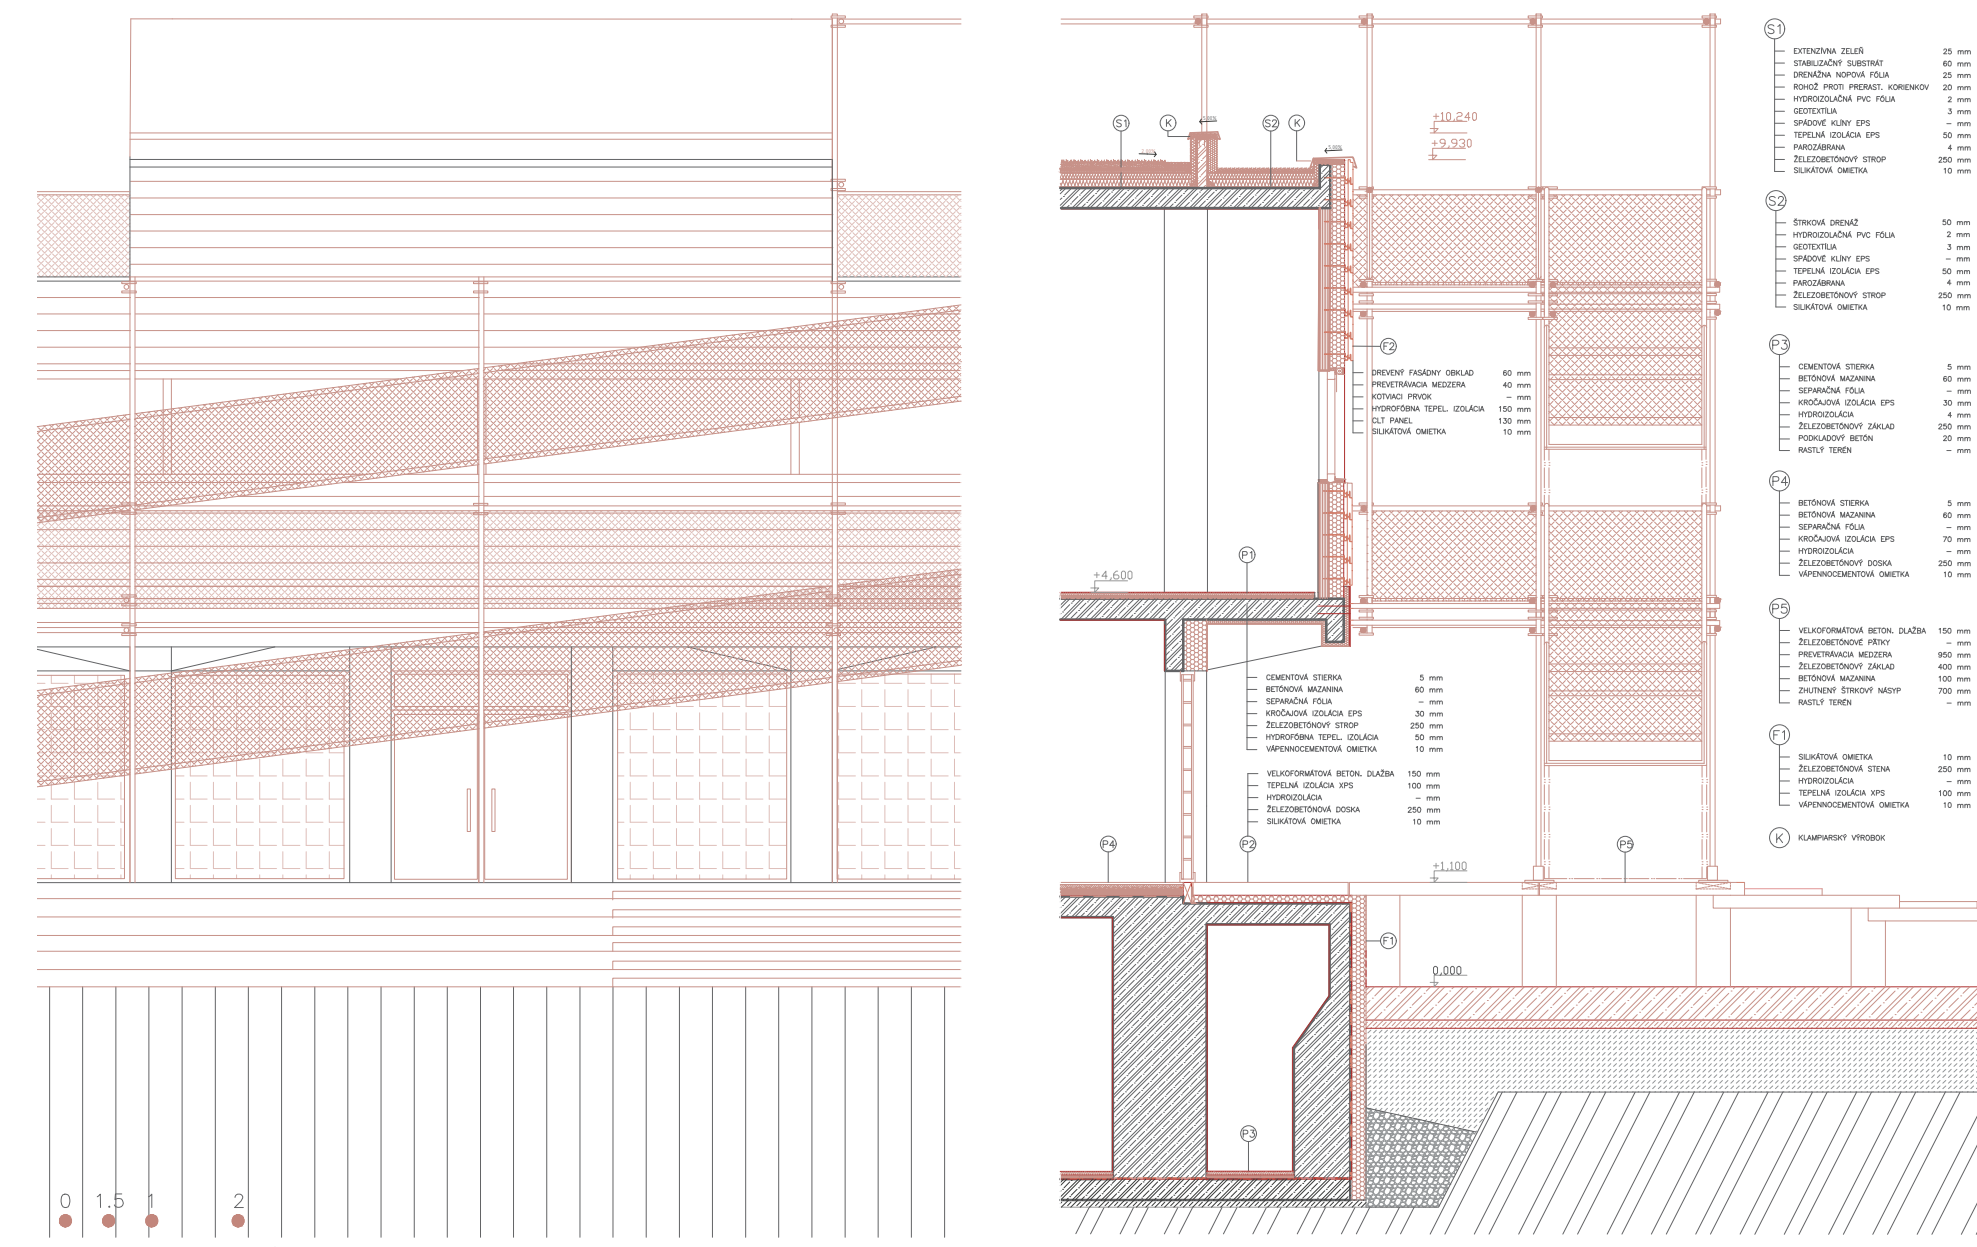 0 1.5 1 2
S1 K S2 K
2.00% 5.00% 5.00%
+10,240
+9,930
F2
DREVENÝ FASÁDNY OBKLAD 60 mm
PREVETRÁVACIA MEDZERA 40 mm
KOTVIACI PRVOK – mm
HYDROFÓBNA TEPEL. IZOLÁCIA 150 mm
CLT PANEL 130 mm
SILIKÁTOVÁ OMIETKA 10 mm
P1
+4,600
CEMENTOVÁ STIERKA 5 mm
BETÓNOVÁ MAZANINA 60 mm
SEPARAČNÁ FÓLIA – mm
KROČAJOVÁ IZOLÁCIA EPS 30 mm
ŽELEZOBETÓNOVÝ STROP 250 mm
HYDROFÓBNA TEPEL. IZOLÁCIA 50 mm
VÁPENNOCEMENTOVÁ OMIETKA 10 mm
VELKOFORMÁTOVÁ BETON. DLAŽBA 150 mm
TEPELNÁ IZOLÁCIA XPS 100 mm
HYDROIZOLÁCIA – mm
ŽELEZOBETÓNOVÁ DOSKA 250 mm
SILIKÁTOVÁ OMIETKA 10 mm
P4 P2 P5
+1,100
F1
0,000
P3
S1
EXTENZÍVNA ZELEŇ 25 mm
STABILIZAČNÝ SUBSTRÁT 60 mm
DRENÁŽNA NOPOVÁ FÓLIA 25 mm
ROHOŽ PROTI PRERAST. KORIENKOV 20 mm
HYDROIZOLAČNÁ PVC FÓLIA 2 mm
GEOTEXTÍLIA 3 mm
SPÁDOVÉ KLÍNY EPS – mm
TEPELNÁ IZOLÁCIA EPS 50 mm
PAROZÁBRANA 4 mm
ŽELEZOBETÓNOVÝ STROP 250 mm
SILIKÁTOVÁ OMIETKA 10 mm
S2
ŠTRKOVÁ DRENÁŽ 50 mm
HYDROIZOLAČNÁ PVC FÓLIA 2 mm
GEOTEXTÍLIA 3 mm
SPÁDOVÉ KLÍNY EPS – mm
TEPELNÁ IZOLÁCIA EPS 50 mm
PAROZÁBRANA 4 mm
ŽELEZOBETÓNOVÝ STROP 250 mm
SILIKÁTOVÁ OMIETKA 10 mm
P3
CEMENTOVÁ STIERKA 5 mm
BETÓNOVÁ MAZANINA 60 mm
SEPARAČNÁ FÓLIA – mm
KROČAJOVÁ IZOLÁCIA EPS 30 mm
HYDROIZOLÁCIA 4 mm
ŽELEZOBETÓNOVÝ ZÁKLAD 250 mm
PODKLADOVÝ BETÓN 20 mm
RASTLÝ TERÉN – mm
P4
BETÓNOVÁ STIERKA 5 mm
BETÓNOVÁ MAZANINA 60 mm
SEPARAČNÁ FÓLIA – mm
KROČAJOVÁ IZOLÁCIA EPS 70 mm
HYDROIZOLÁCIA – mm
ŽELEZOBETÓNOVÝ DOSKA 250 mm
VÁPENNOCEMENTOVÁ OMIETKA 10 mm
P5
VELKOFORMÁTOVÁ BETON. DLAŽBA 150 mm
ŽELEZOBETÓNOVÉ PÄTKY – mm
PREVETRÁVACIA MEDZERA 950 mm
ŽELEZOBETÓNOVÝ ZÁKLAD 400 mm
BETÓNOVÁ MAZANINA 100 mm
ZHUTNENÝ ŠTRKOVÝ NÁSYP 700 mm
RASTLÝ TERÉN – mm
F1
SILIKÁTOVÁ OMIETKA 10 mm
ŽELEZOBETÓNOVÁ STENA 250 mm
HYDROIZOLÁCIA – mm
TEPELNÁ IZOLÁCIA XPS 100 mm
VÁPENNOCEMENTOVÁ OMIETKA 10 mm
K KLAMPIARSKÝ VÝROBOK